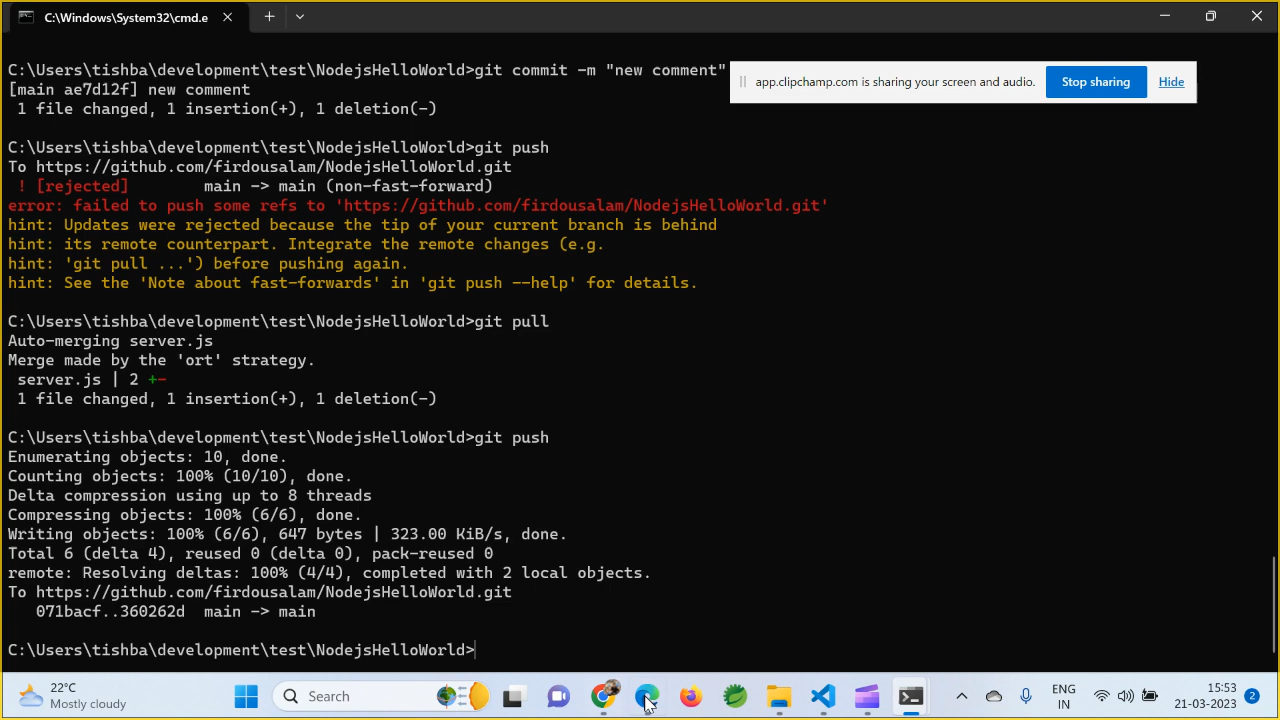 C:\Windows\System32\cmd.e
C:\Users\tishba\development\test\NodejsHelloWorld>git commit -m "new comment"
[main ae7d12f] new comment
 1 file changed, 1 insertion(+), 1 deletion(-)
app.clipchamp.com is sharing your screen and audio.
Stop sharing
Hide
C:\Users\tishba\development\test\NodejsHelloWorld>git push
To https://github.com/firdousalam/NodejsHelloWorld.git
 ! [rejected]        main -> main (non-fast-forward)
error: failed to push some refs to 'https://github.com/firdousalam/NodejsHelloWorld.git'
hint: Updates were rejected because the tip of your current branch is behind
hint: its remote counterpart. Integrate the remote changes (e.g.
hint: 'git pull ...') before pushing again.
hint: See the 'Note about fast-forwards' in 'git push --help' for details.
C:\Users\tishba\development\test\NodejsHelloWorld>git pull
Auto-merging server.js
Merge made by the 'ort' strategy.
 server.js | 2 +-
 1 file changed, 1 insertion(+), 1 deletion(-)
C:\Users\tishba\development\test\NodejsHelloWorld>git push
Enumerating objects: 10, done.
Counting objects: 100% (10/10), done.
Delta compression using up to 8 threads
Compressing objects: 100% (6/6), done.
Writing objects: 100% (6/6), 647 bytes | 323.00 KiB/s, done.
Total 6 (delta 4), reused 0 (delta 0), pack-reused 0
remote: Resolving deltas: 100% (4/4), completed with 2 local objects.
To https://github.com/firdousalam/NodejsHelloWorld.git
   071bacf..360262d  main -> main
C:\Users\tishba\development\test\NodejsHelloWorld>
22°C
Mostly cloudy
Search
ENG
IN
15:53
21-03-2023
2